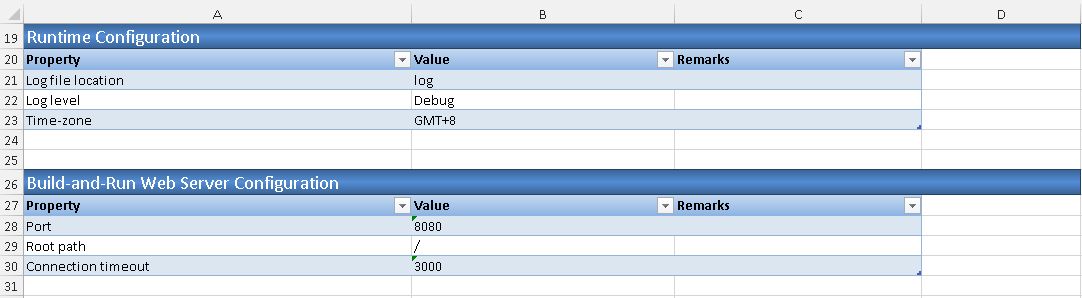 A B C D
19 Runtime Configuration
20 Property Value Remarks
21 Log file location log
22 Log level Debug
23 Time-zone GMT+8
24
25
26 Build-and-Run Web Server Configuration
27 Property Value Remarks
28 Port 8080
29 Root path /
30 Connection timeout 3000
31